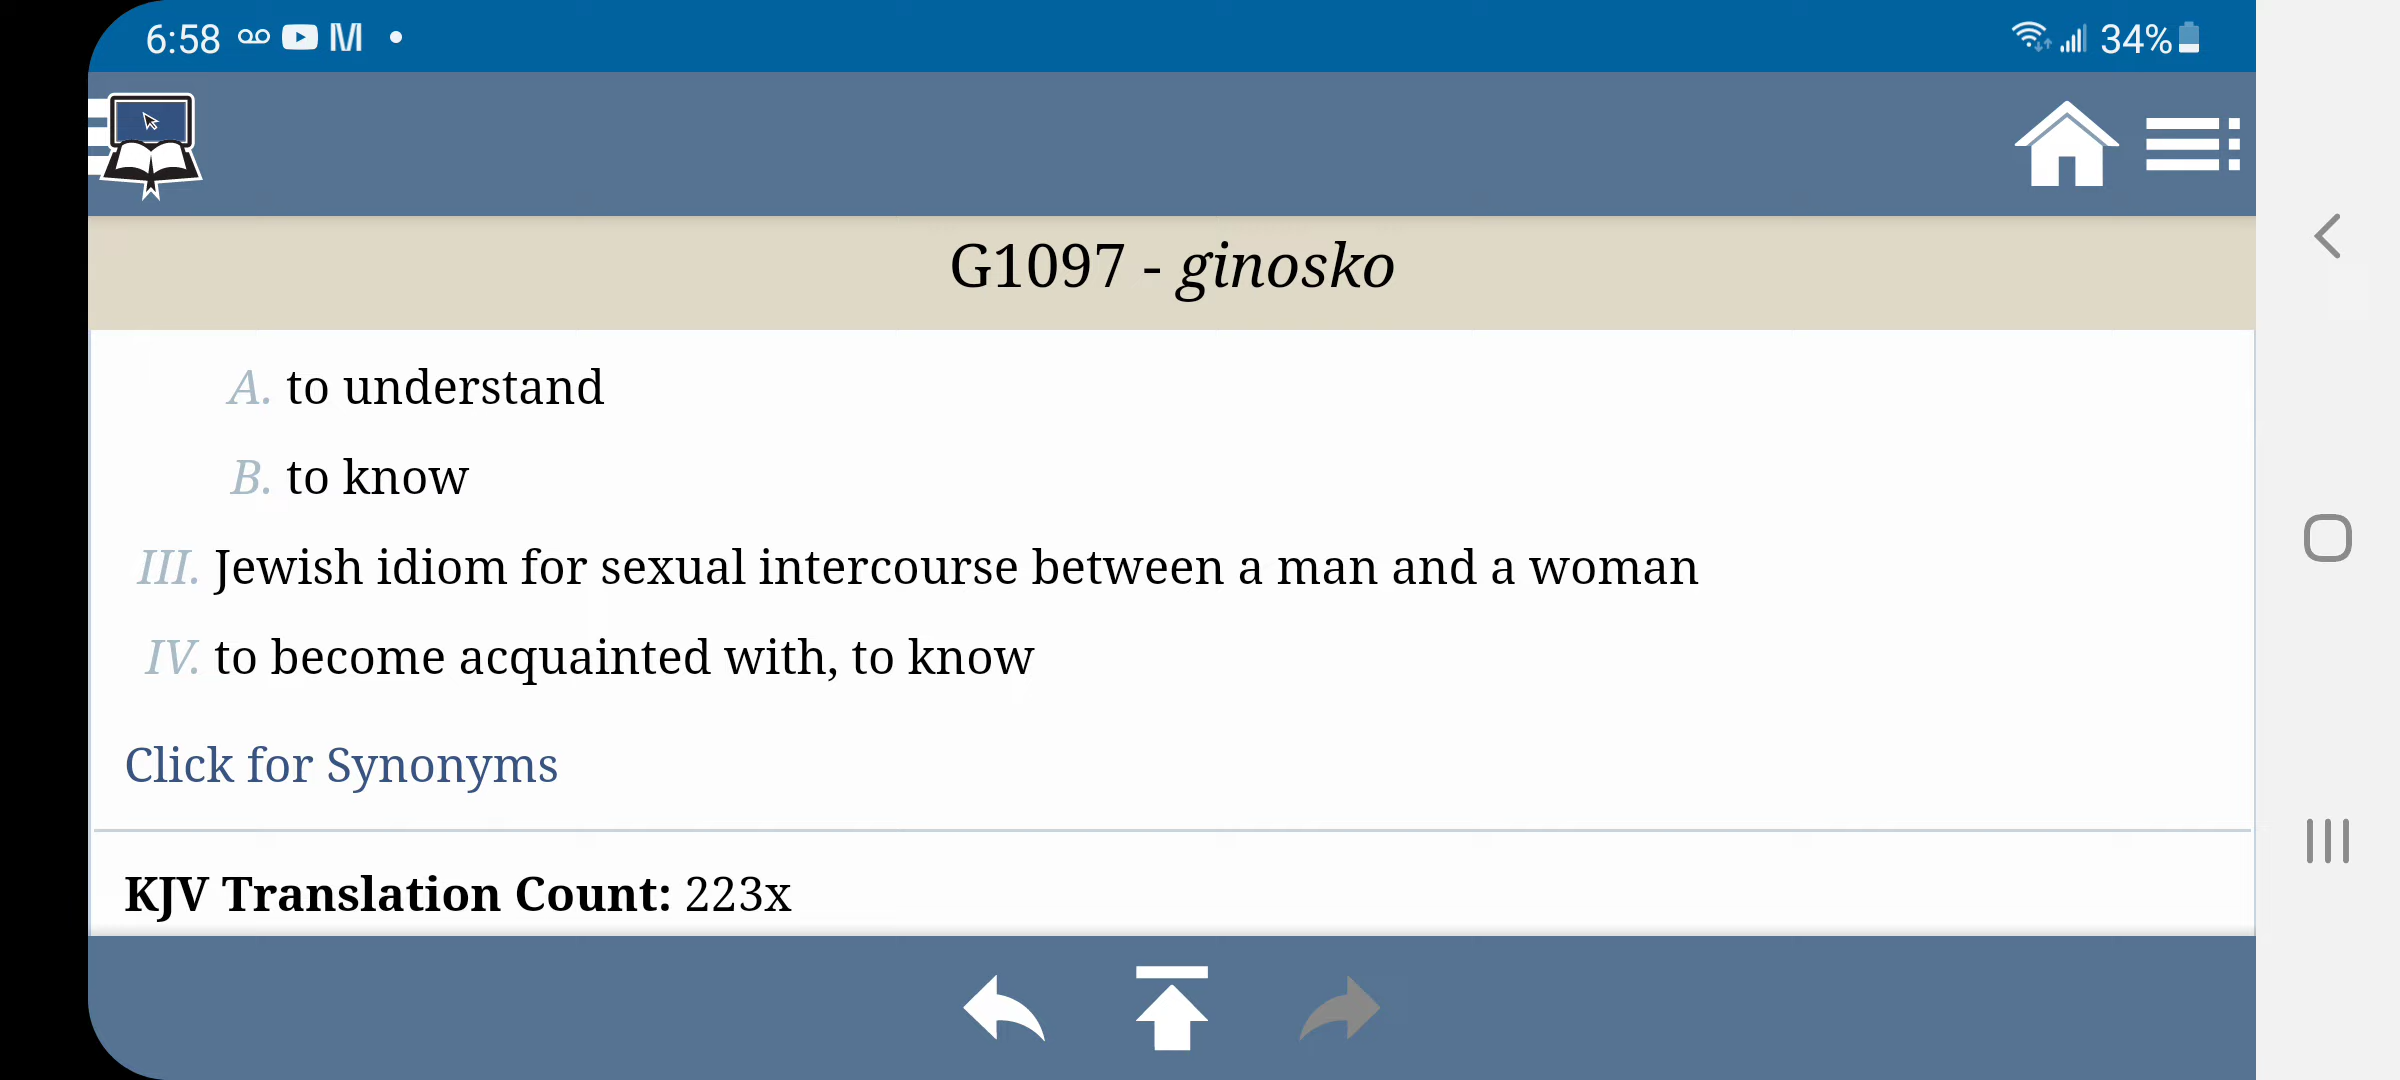 6:58
34%
G1097 - ginosko
A. to understand
B. to know
III. Jewish idiom for sexual intercourse between a man and a woman
IV. to become acquainted with, to know
Click for Synonyms
KJV Translation Count: 223x